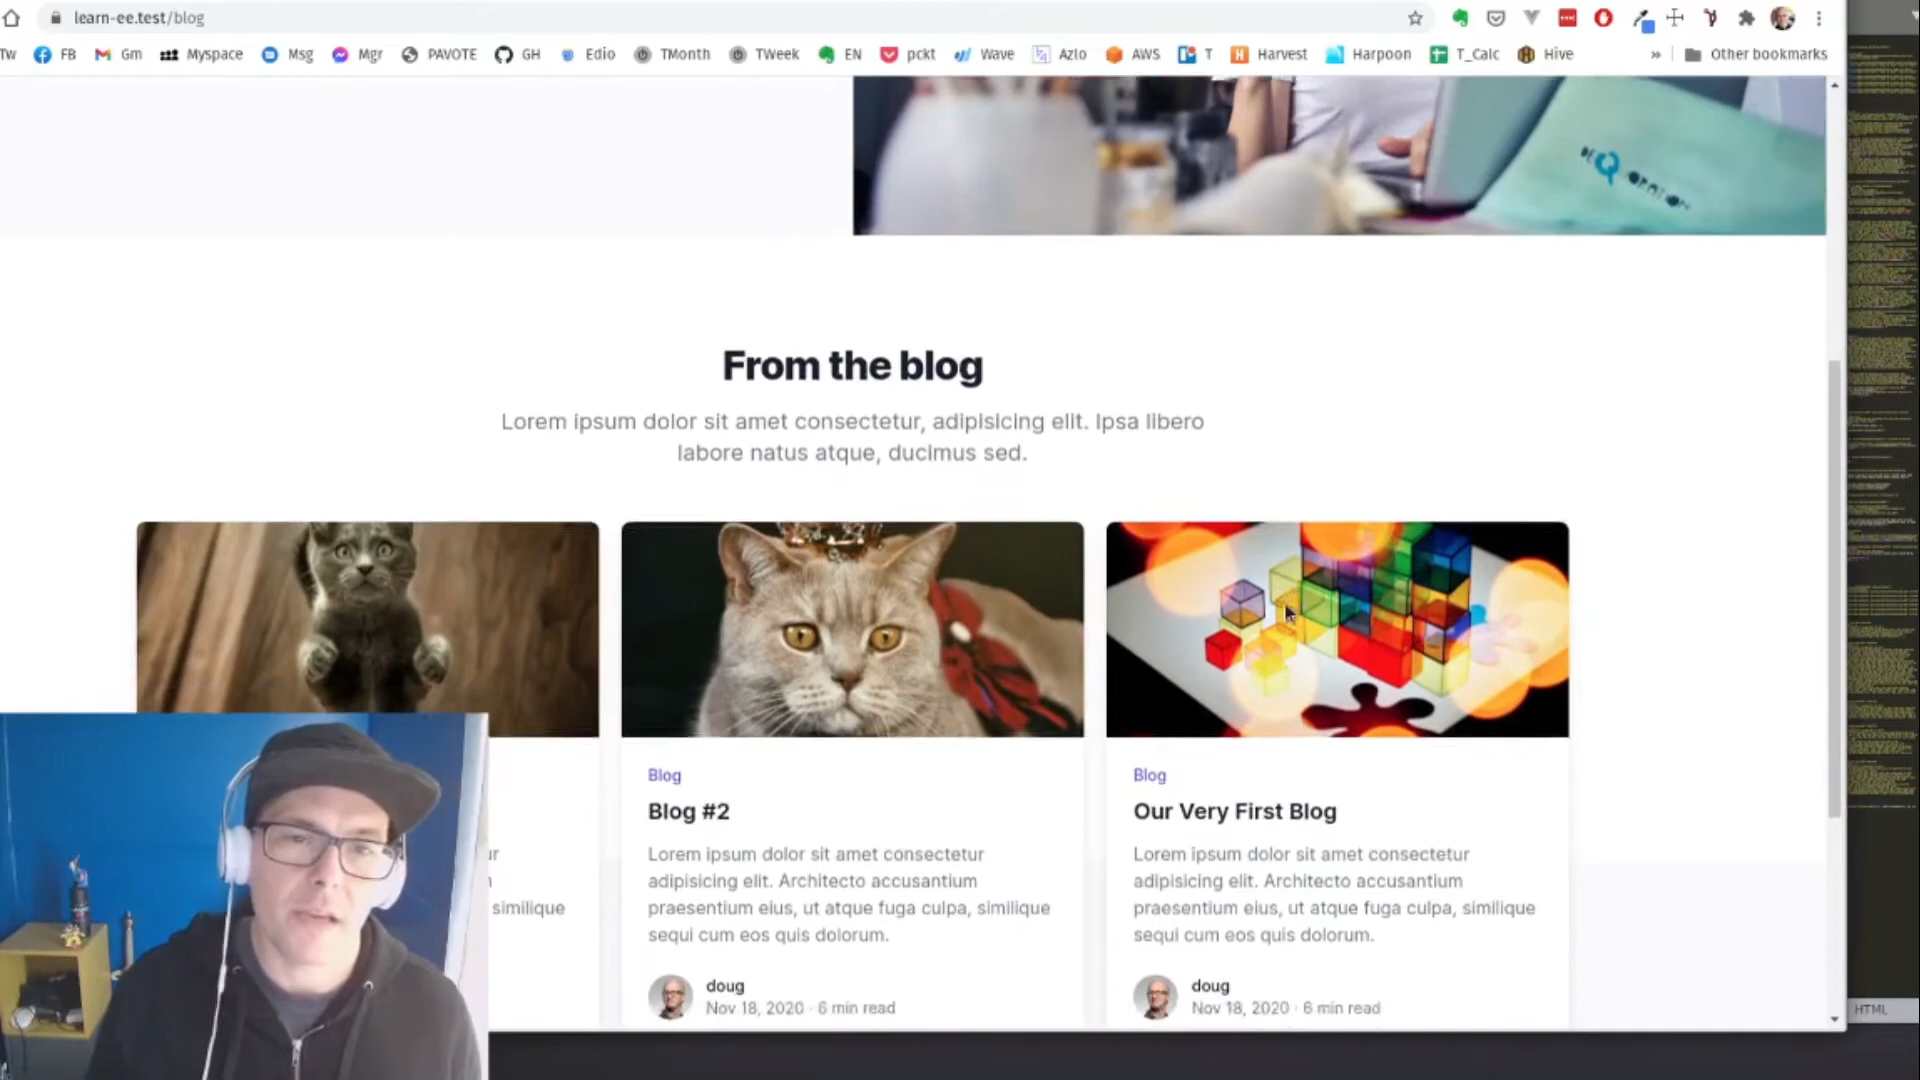 learn-ee.test/blog
Tw FB Gm Myspace Msg Mgr PAVOTE GH Edio TMonth TWeek EN pckt Wave Azlo AWS T Harvest Harpoon T_Calc Hive » Other bookmarks
From the blog
Lorem ipsum dolor sit amet consectetur, adipisicing elit. Ipsa libero
labore natus atque, ducimus sed.
similique
Blog
Blog #2
Lorem ipsum dolor sit amet consectetur
adipisicing elit. Architecto accusantium
praesentium eius, ut atque fuga culpa, similique
sequi cum eos quis dolorum.
doug
Nov 18, 2020 · 6 min read
Blog
Our Very First Blog
Lorem ipsum dolor sit amet consectetur
adipisicing elit. Architecto accusantium
praesentium eius, ut atque fuga culpa, similique
sequi cum eos quis dolorum.
doug
Nov 18, 2020 · 6 min read
HTML